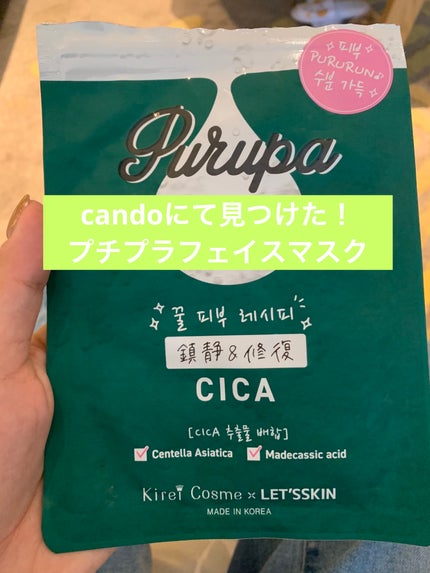 피부
PURURUN♪
수분 가득
Purupa
candoにて見つけた！
プチプラフェイスマスク
꿀 피부 레시피
鎮静&修復
CICA
[CICA 추출물 배합]
Centella Asiatica Madecassic acid
Kirei Cosme × LET'SSKIN
MADE IN KOREA